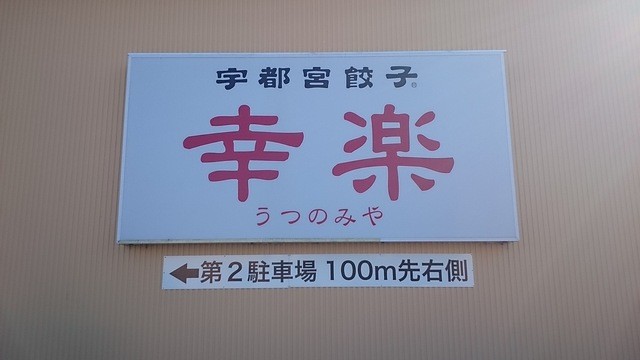 宇都宮餃子®
幸楽
うつのみや
←第2駐車場 100m先右側